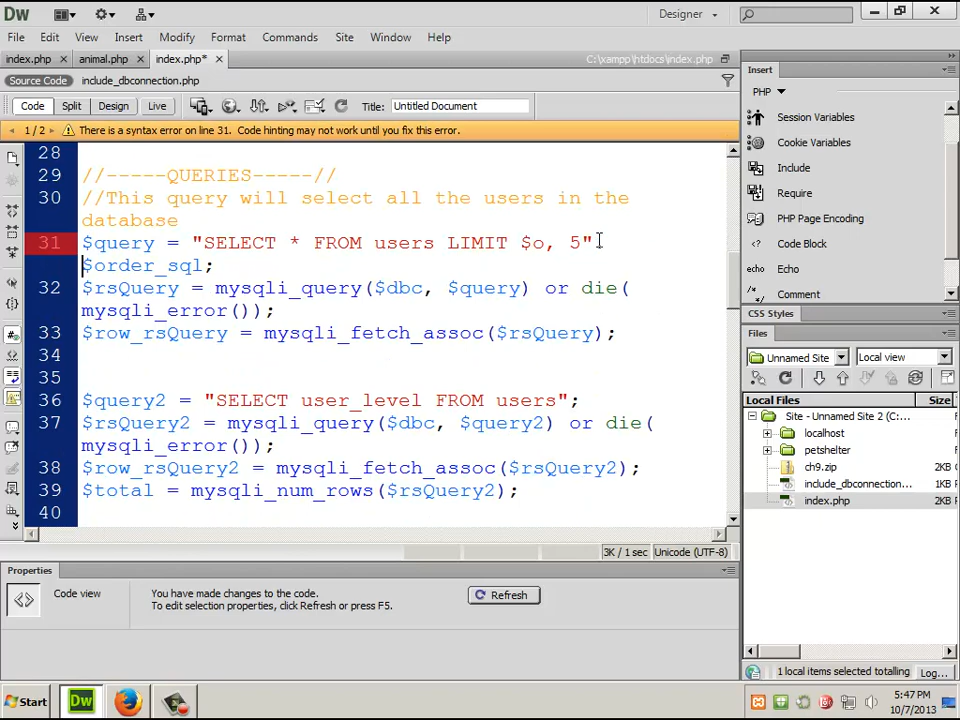 Dw
Designer
File Edit View Insert Modify Format Commands Site Window Help
index.php × animal.php × index.php* × C:\xampp\htdocs\index.php
Source Code include_dbconnection.php
Code Split Design Live Title: Untitled Document
1 / 2 There is a syntax error on line 31. Code hinting may not work until you fix this error.
28
29 //-----QUERIES-----//
30 //This query will select all the users in the
database
31 $query = "SELECT * FROM users LIMIT $o, 5"
$order_sql;
32 $rsQuery = mysqli_query($dbc, $query) or die(
mysqli_error());
33 $row_rsQuery = mysqli_fetch_assoc($rsQuery);
34
35
36 $query2 = "SELECT user_level FROM users";
37 $rsQuery2 = mysqli_query($dbc, $query2) or die(
mysqli_error());
38 $row_rsQuery2 = mysqli_fetch_assoc($rsQuery2);
39 $total = mysqli_num_rows($rsQuery2);
40
3K / 1 sec Unicode (UTF-8)
Properties
Code view
You have made changes to the code.
To edit selection properties, click Refresh or press F5.
Refresh
Insert
PHP
Session Variables
Cookie Variables
Include
Require
PHP Page Encoding
Code Block
echo Echo
/* Comment
CSS Styles
Files
Unnamed Site Local view
Local Files Size
Site - Unnamed Site 2 (C:...
localhost
petshelter
ch9.zip 2KB
include_dbconnection... 1KB
index.php 2KB
1 local items selected totalling Log...
Start Dw
5:47 PM
10/7/2013